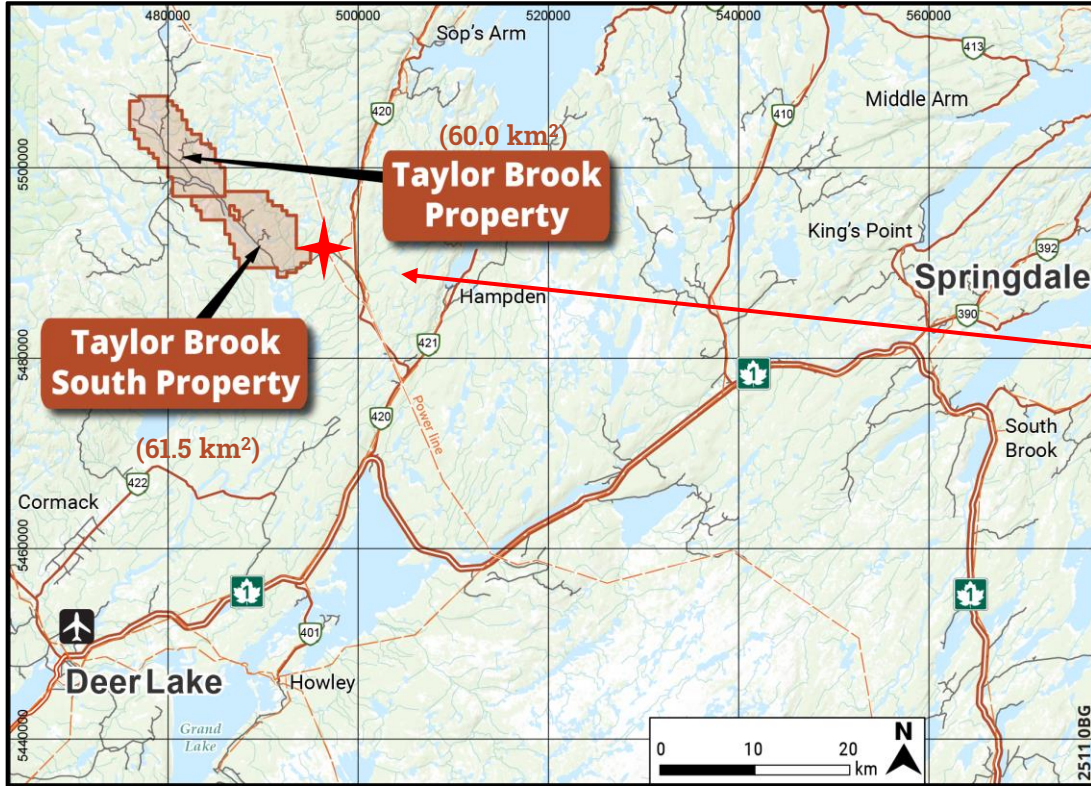 480000
500000
520000
540000
560000
Sop's Arm
413
Middle Arm
420
410
(60.0 km²)
5500000
Taylor Brook
Property
King's Point
392
Springdale
Hampden
390
Taylor Brook
South Property
5480000
421
1
420
Power line
South
Brook
(61.5 km²)
422
Cormack
5460000
1
1
401
Deer Lake
Howley
Grand
Lake
5440000
0 10 20
km
N
25110BG